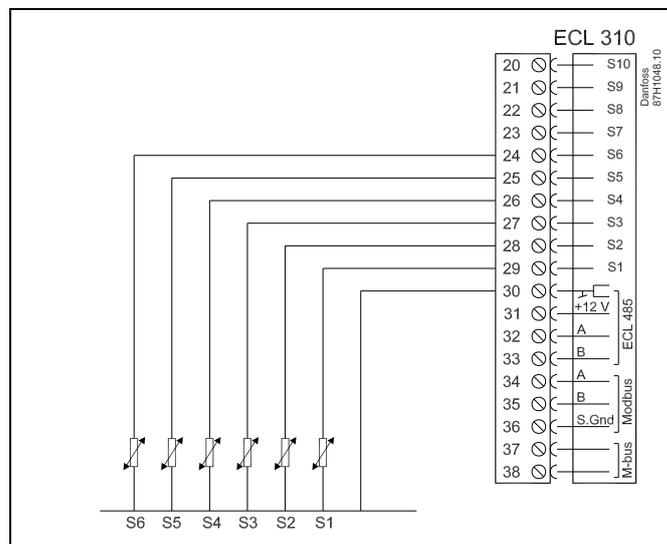 ECL 310
Danfoss
87H1048.10
20 S10
21 S9
22 S8
23 S7
24 S6
25 S5
26 S4
27 S3
28 S2
29 S1
30
31 +12 V
32 A
33 B
ECL 485
34 A
35 B
36 S.Gnd
Modbus
37
38
M-bus
S6 S5 S4 S3 S2 S1